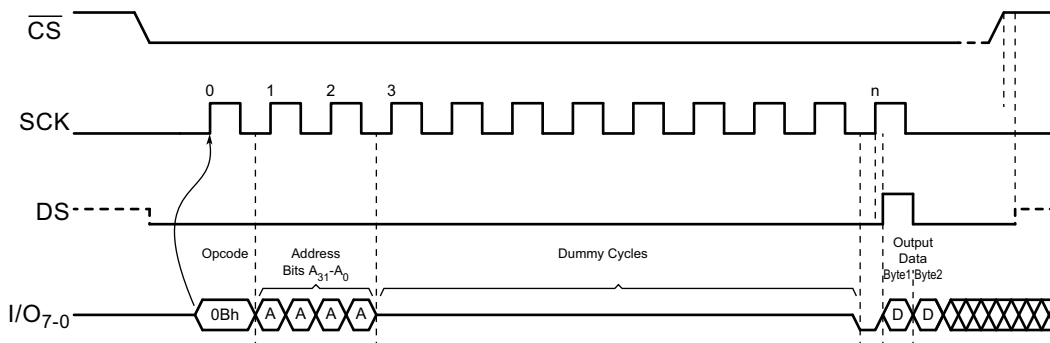 CS
0 1 2 3 n
SCK
DS
Opcode
Address
Bits A31-A0
Dummy Cycles
Output
Data
Byte1 Byte2
I/O7-0
0Bh A A A A D D